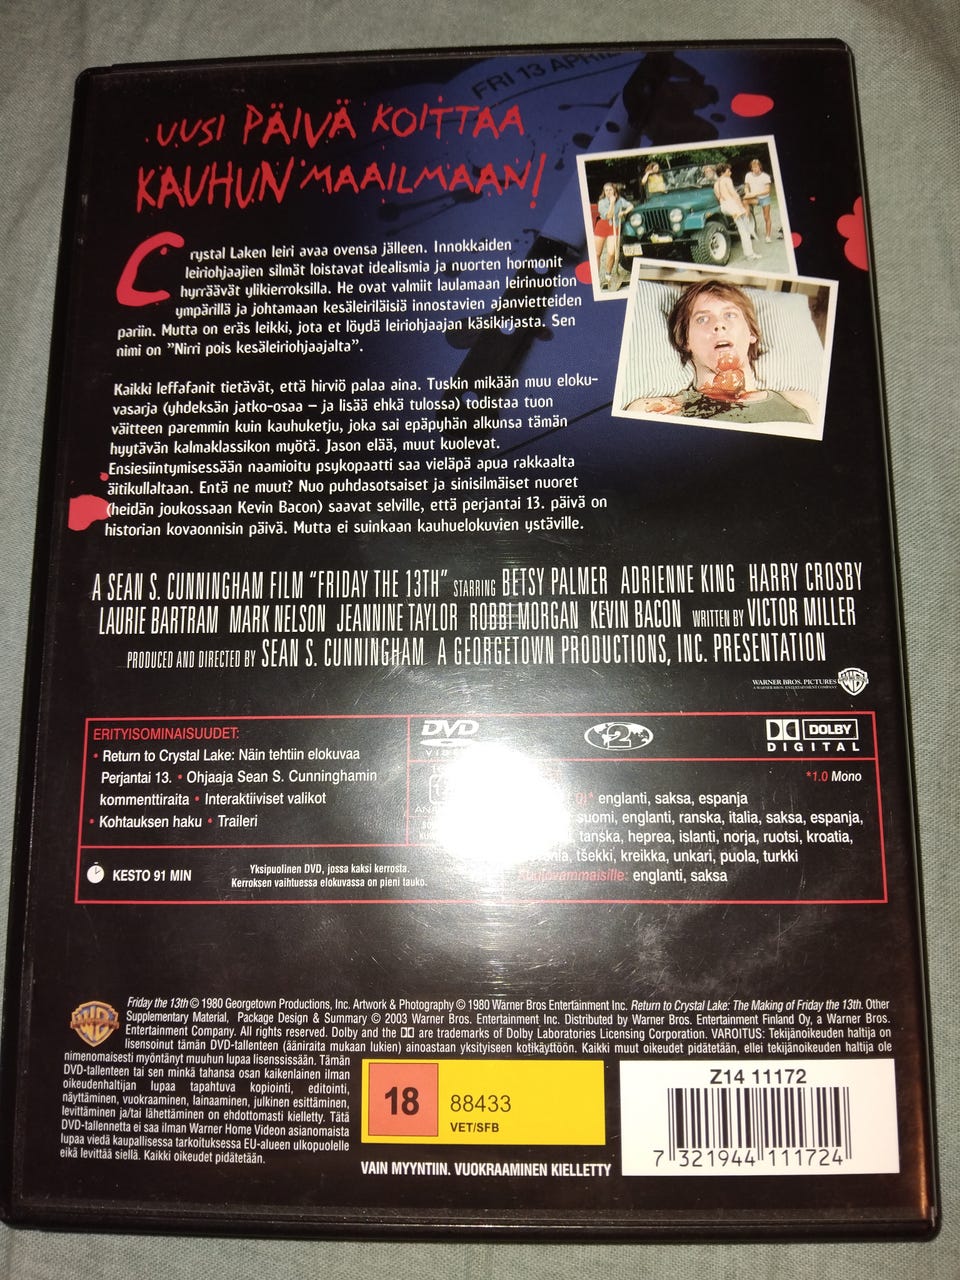 FRI 13 APRIL
UUSI PÄIVÄ KOITTAA
KAUHUN MAAILMAAN!
Crystal Laken leiri avaa ovensa jälleen. Innokkaiden
leiriohjaajien silmät loistavat idealismia ja nuorten hormonit
hyrräävät ylikierroksilla. He ovat valmiit laulamaan leirinuotion
ympärillä ja johtamaan kesäleiriläisiä innostavien ajanvietteiden
pariin. Mutta on eräs leikki, jota et löydä leiriohjaajan käsikirjasta. Sen
nimi on "Nirri pois kesäleiriohjaajalta".
Kaikki leffafanit tietävät, että hirviö palaa aina. Tuskin mikään muu eloku-
vasarja (yhdeksän jatko-osaa – ja lisää ehkä tulossa) todistaa tuon
väitteen paremmin kuin kauhuketju, joka sai epäpyhän alkunsa tämän
hyytävän kalmaklassikon myötä. Jason elää, muut kuolevat.
Ensiesiintymisessään naamioitu psykopaatti saa vieläpä apua rakkaalta
äitikullaltaan. Entä ne muut? Nuo puhdasotsaiset ja sinisilmäiset nuoret
(heidän joukossaan Kevin Bacon) saavat selville, että perjantai 13. päivä on
historian kovaonnisin päivä. Mutta ei suinkaan kauhuelokuvien ystäville.
A SEAN S. CUNNINGHAM FILM "FRIDAY THE 13TH" STARRING BETSY PALMER ADRIENNE KING HARRY CROSBY
LAURIE BARTRAM MARK NELSON JEANNINE TAYLOR ROBBI MORGAN KEVIN BACON WRITTEN BY VICTOR MILLER
PRODUCED AND DIRECTED BY SEAN S. CUNNINGHAM A GEORGETOWN PRODUCTIONS, INC. PRESENTATION
WARNER BROS. PICTURES
A WARNER BROS. ENTERTAINMENT COMPANY
ERITYISOMINAISUUDET:
• Return to Crystal Lake: Näin tehtiin elokuvaa
Perjantai 13. • Ohjaaja Sean S. Cunninghamin
kommenttiraita • Interaktiiviset valikot
• Kohtauksen haku • Traileri
KESTO 91 MIN
Yksipuolinen DVD, jossa kaksi kerrosta.
Kerroksen vaihtuessa elokuvassa on pieni tauko.
DVD
2
DOLBY
DIGITAL
*1.0 Mono
englanti, saksa, espanja
suomi, englanti, ranska, italia, saksa, espanja,
tanska, heprea, islanti, norja, ruotsi, kroatia,
tšekki, kreikka, unkari, puola, turkki
englanti, saksa
Friday the 13th © 1980 Georgetown Productions, Inc. Artwork & Photography © 1980 Warner Bros Entertainment Inc. Return to Crystal Lake: The Making of Friday the 13th. Other
Supplementary Material, Package Design & Summary © 2003 Warner Bros. Entertainment Inc. Distributed by Warner Bros. Entertainment Finland Oy, a Warner Bros.
Entertainment Company. All rights reserved. Dolby and the DD are trademarks of Dolby Laboratories Licensing Corporation. VAROITUS: Tekijänoikeuden haltija on
lisensoinut tämän DVD-tallenteen (ääniraita mukaan lukien) ainoastaan yksityiseen kotikäyttöön. Kaikki muut oikeudet pidätetään, ellei tekijänoikeuden haltija ole
nimenomaisesti myöntänyt muuhun lupaa lisenssissään. Tämän
DVD-tallenteen tai sen minkä tahansa osan kaikenlainen ilman
oikeudenhaltijan lupaa tapahtuva kopiointi, editointi,
näyttäminen, vuokraaminen, lainaaminen, julkinen esittäminen,
levittäminen ja/tai lähettäminen on ehdottomasti kielletty. Tätä
DVD-tallennetta ei saa ilman Warner Home Videon asianomaista
lupaa viedä kaupallisessa tarkoituksessa EU-alueen ulkopuolelle
eikä levittää siellä. Kaikki oikeudet pidätetään.
18
88433
VET/SFB
VAIN MYYNTIIN. VUOKRAAMINEN KIELLETTY
Z14 11172
7 321944 111724